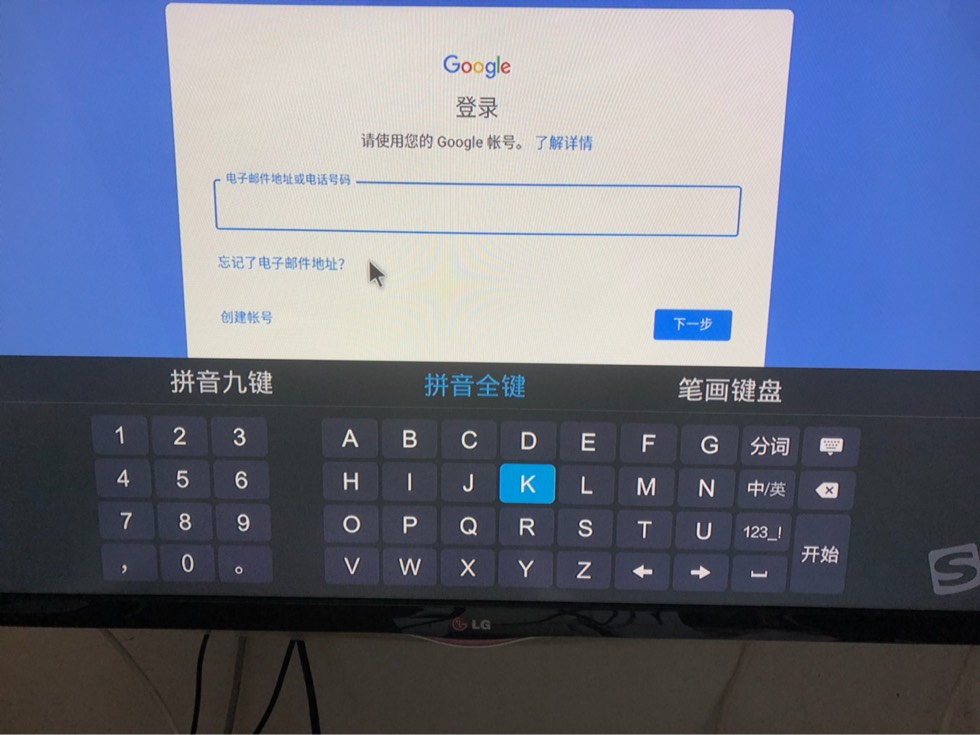 Google
登录
请使用您的 Google 帐号。了解详情
电子邮件地址或电话号码
忘记了电子邮件地址？
创建帐号
下一步
拼音九键 拼音全键 笔画键盘
1 2 3 A B C D E F G 分词
4 5 6 H I J K L M N 中/英
7 8 9 O P Q R S T U 123_!
， 0 。 V W X Y Z ← → 开始
S
LG